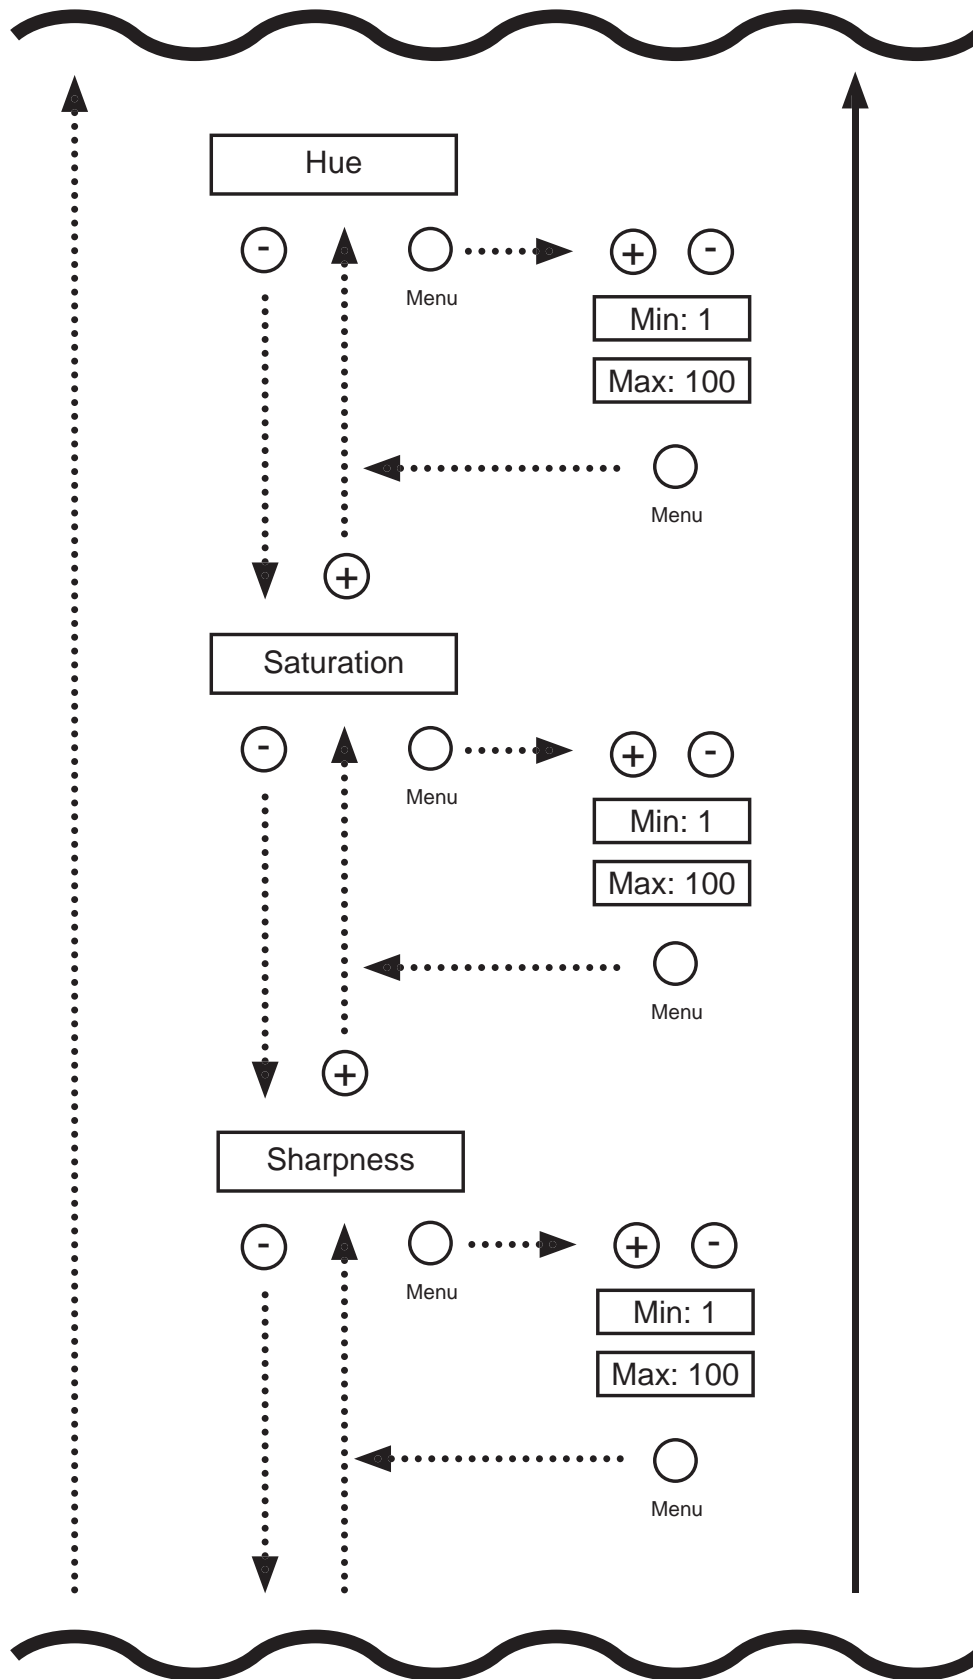 Hue
- + -
Menu
Min: 1
Max: 100
Menu
+
Saturation
- + -
Menu
Min: 1
Max: 100
Menu
+
Sharpness
- + -
Menu
Min: 1
Max: 100
Menu